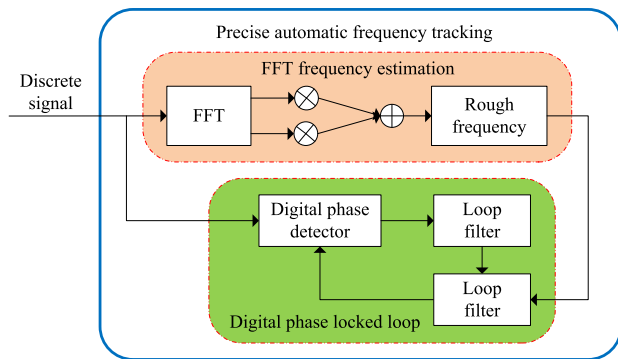 Precise automatic frequency tracking
FFT frequency estimation
Discrete
signal
FFT
Rough
frequency
Digital phase
detector
Loop
filter
Loop
filter
Digital phase locked loop